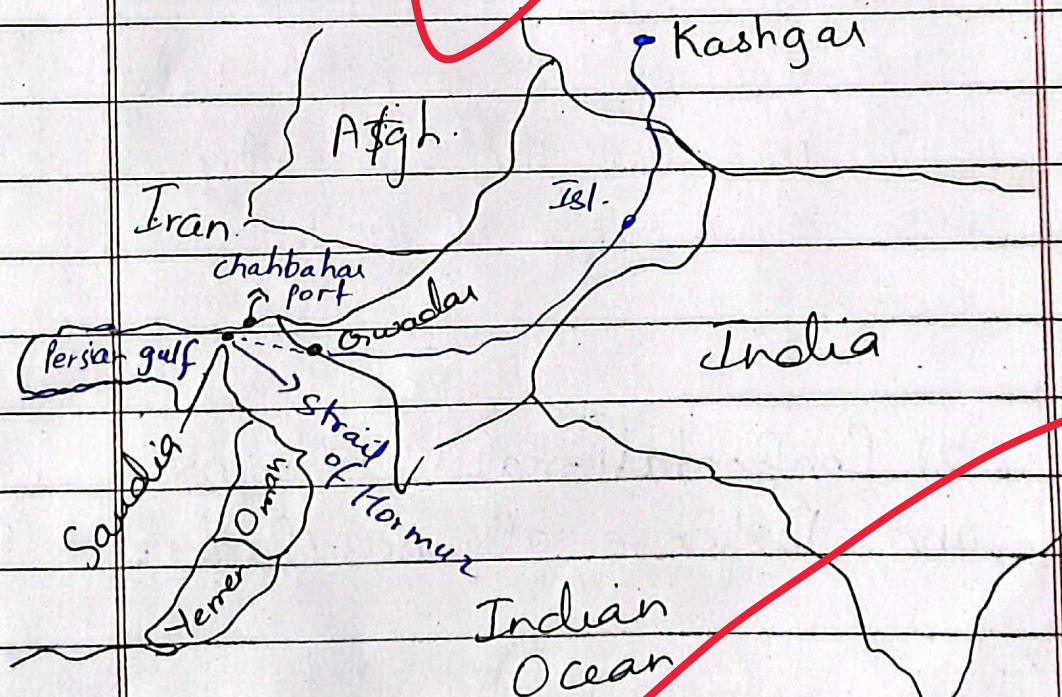 Kashgar
Afgh.
Isl.
Iran.
Chahbahar
port
Gwadar
Persian gulf
India
Strait
of
Hormuz
Saudia
Oman
Yemen
Indian
Ocean